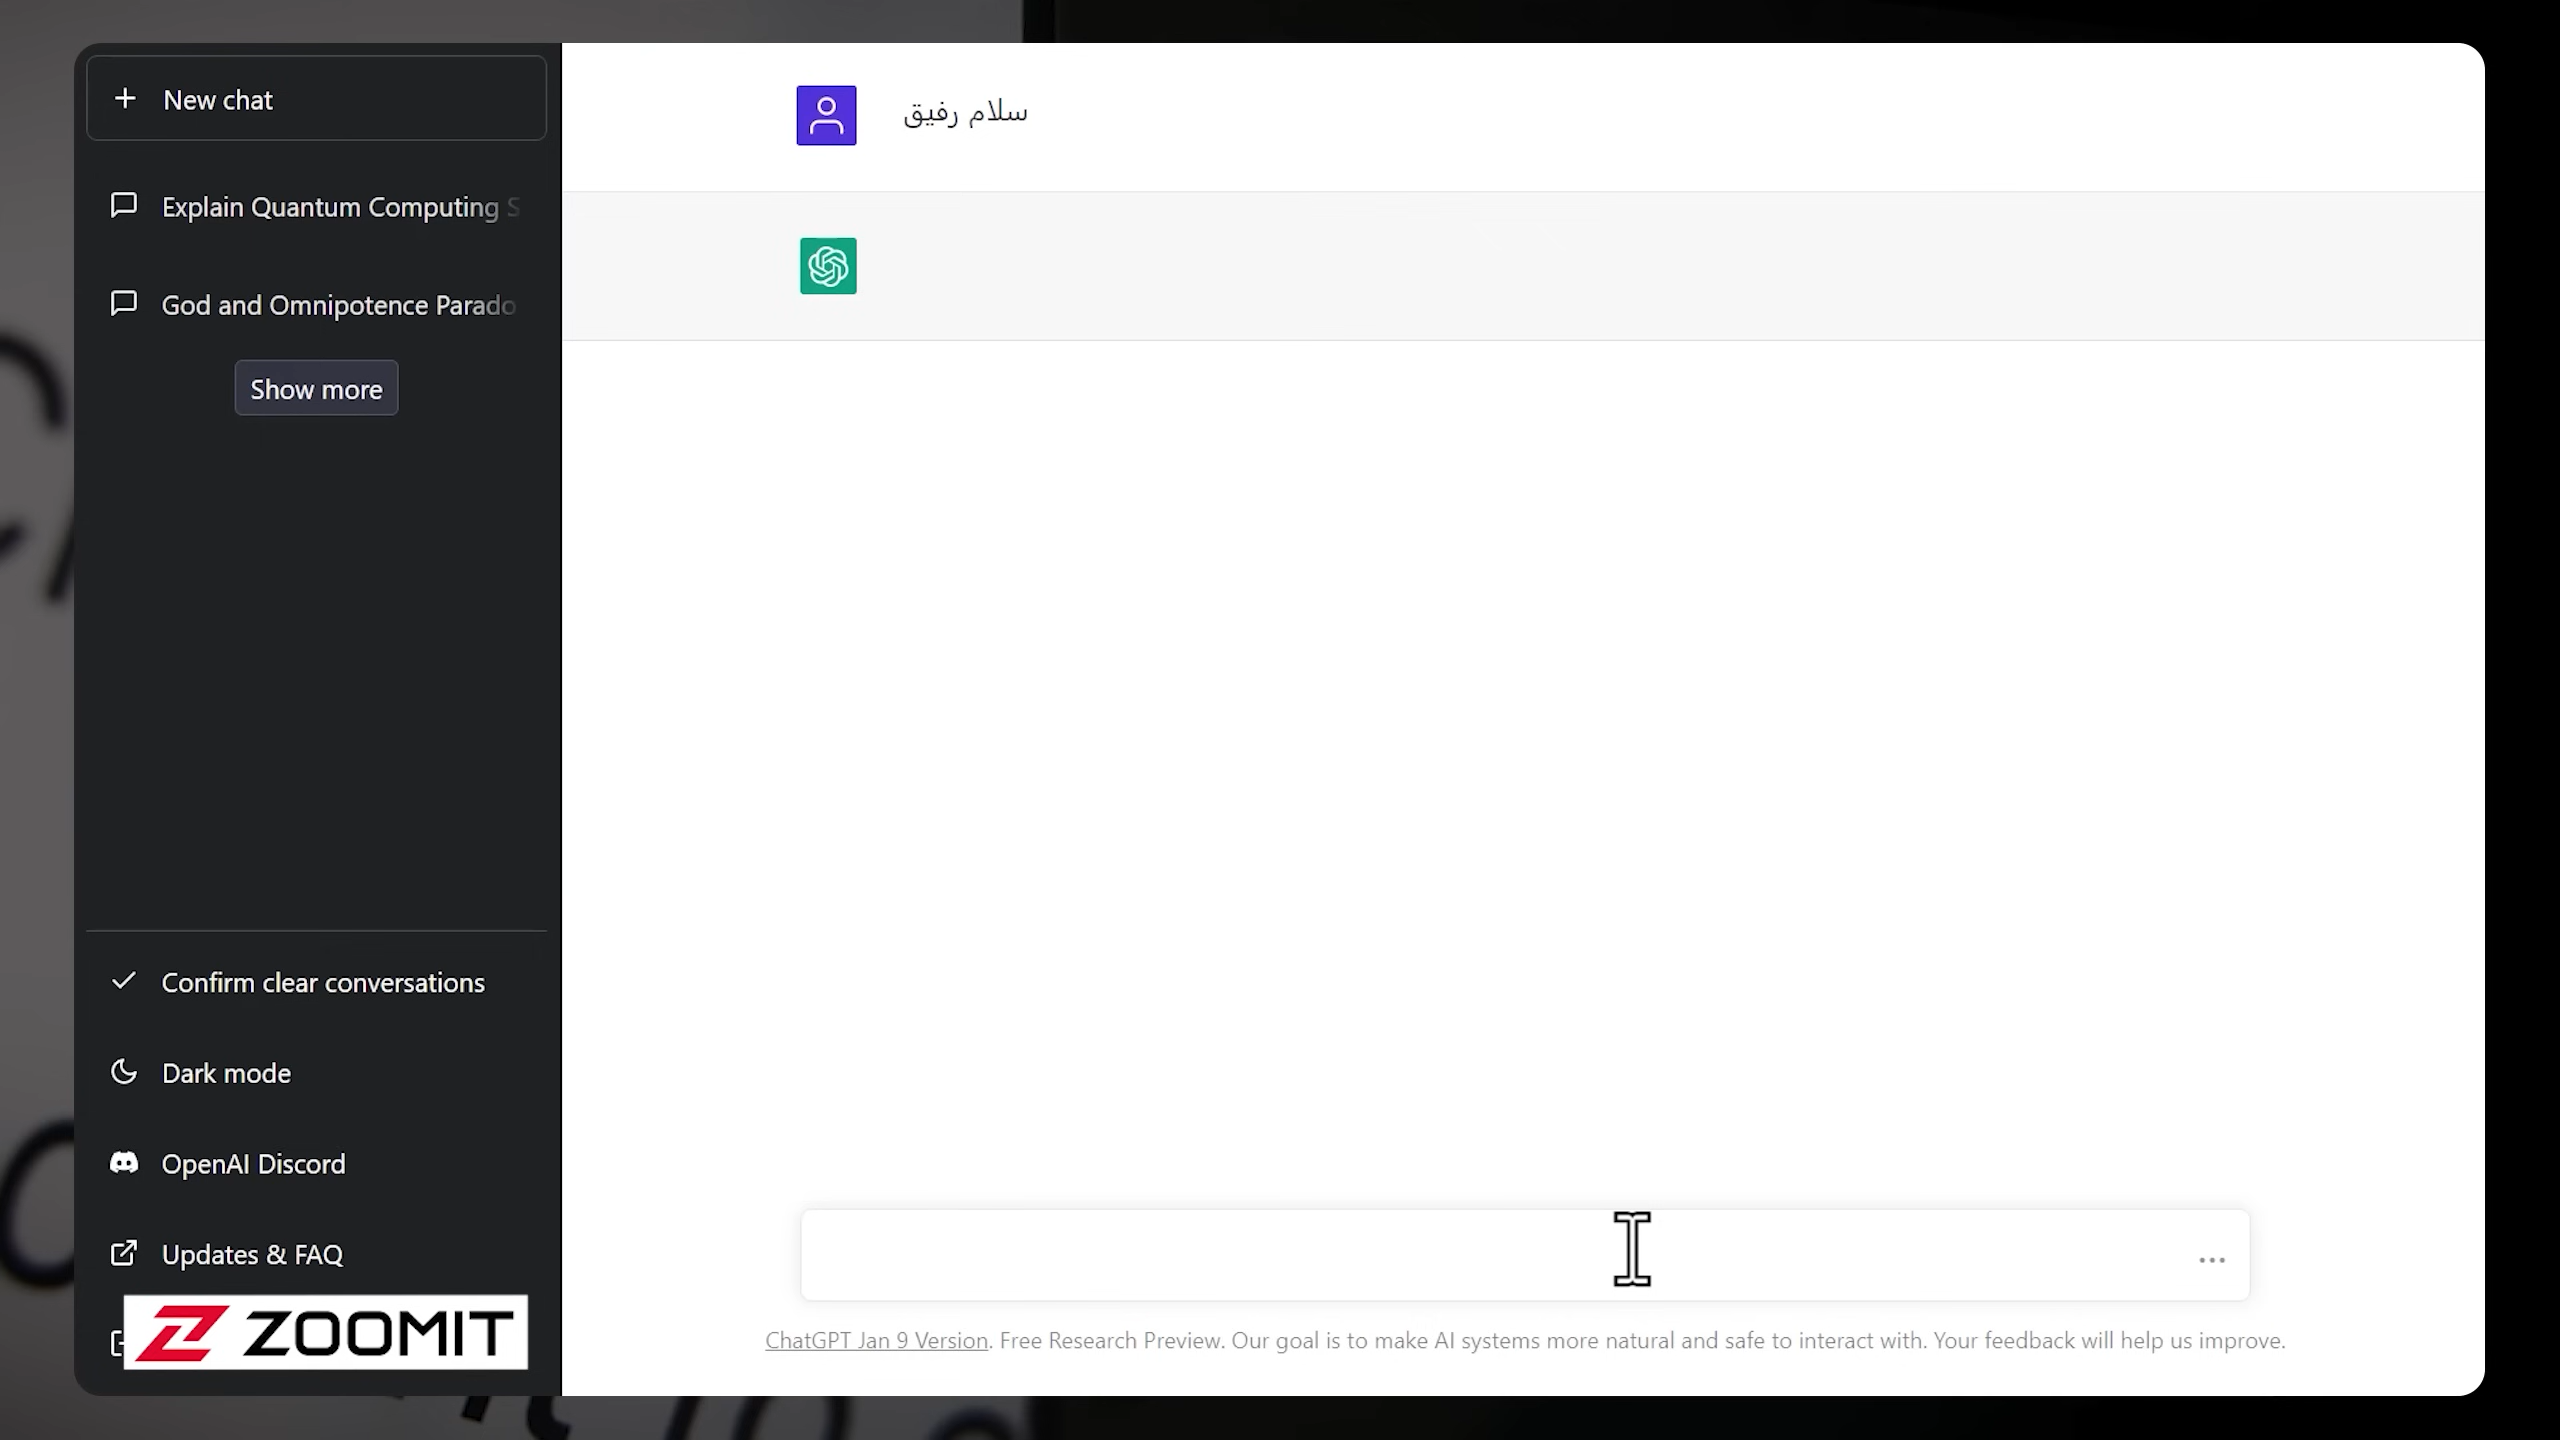 New chat
Explain Quantum Computing S
God and Omnipotence Parado
Show more
Confirm clear conversations
Dark mode
OpenAI Discord
Updates & FAQ
ZOOMIT
سلام رفیق
ChatGPT Jan 9 Version. Free Research Preview. Our goal is to make AI systems more natural and safe to interact with. Your feedback will help us improve.